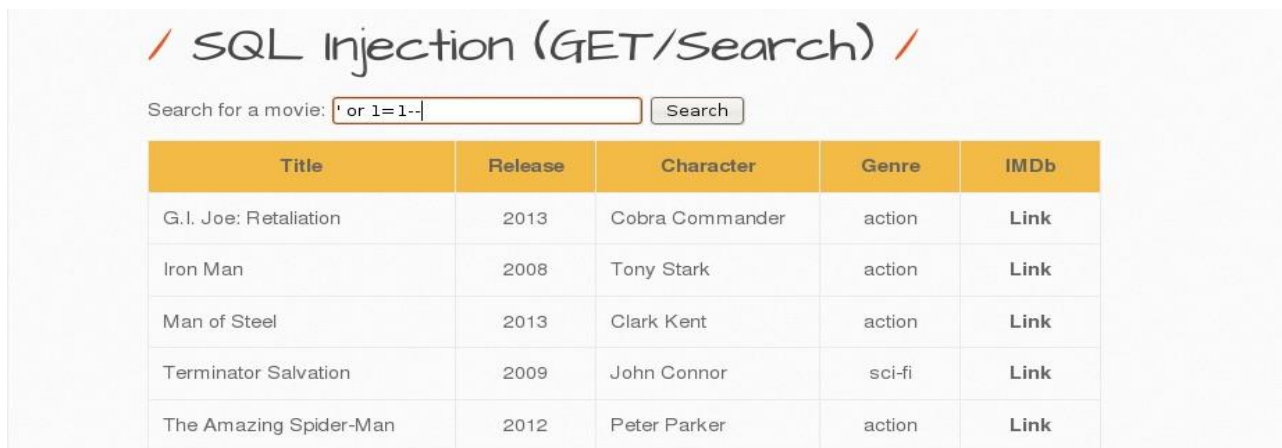 / SQL Injection (GET/Search) /
Search for a movie: ' or 1=1-- Search
Title Release Character Genre IMDb
G.I. Joe: Retaliation 2013 Cobra Commander action Link
Iron Man 2008 Tony Stark action Link
Man of Steel 2013 Clark Kent action Link
Terminator Salvation 2009 John Connor sci-fi Link
The Amazing Spider-Man 2012 Peter Parker action Link